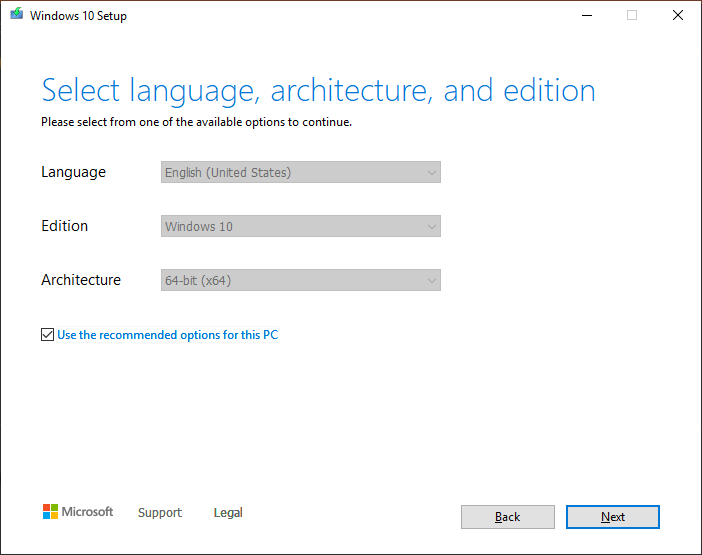 Windows 10 Setup
Select language, architecture, and edition
Please select from one of the available options to continue.
Language English (United States)
Edition Windows 10
Architecture 64-bit (x64)
Use the recommended options for this PC
Microsoft Support Legal Back Next